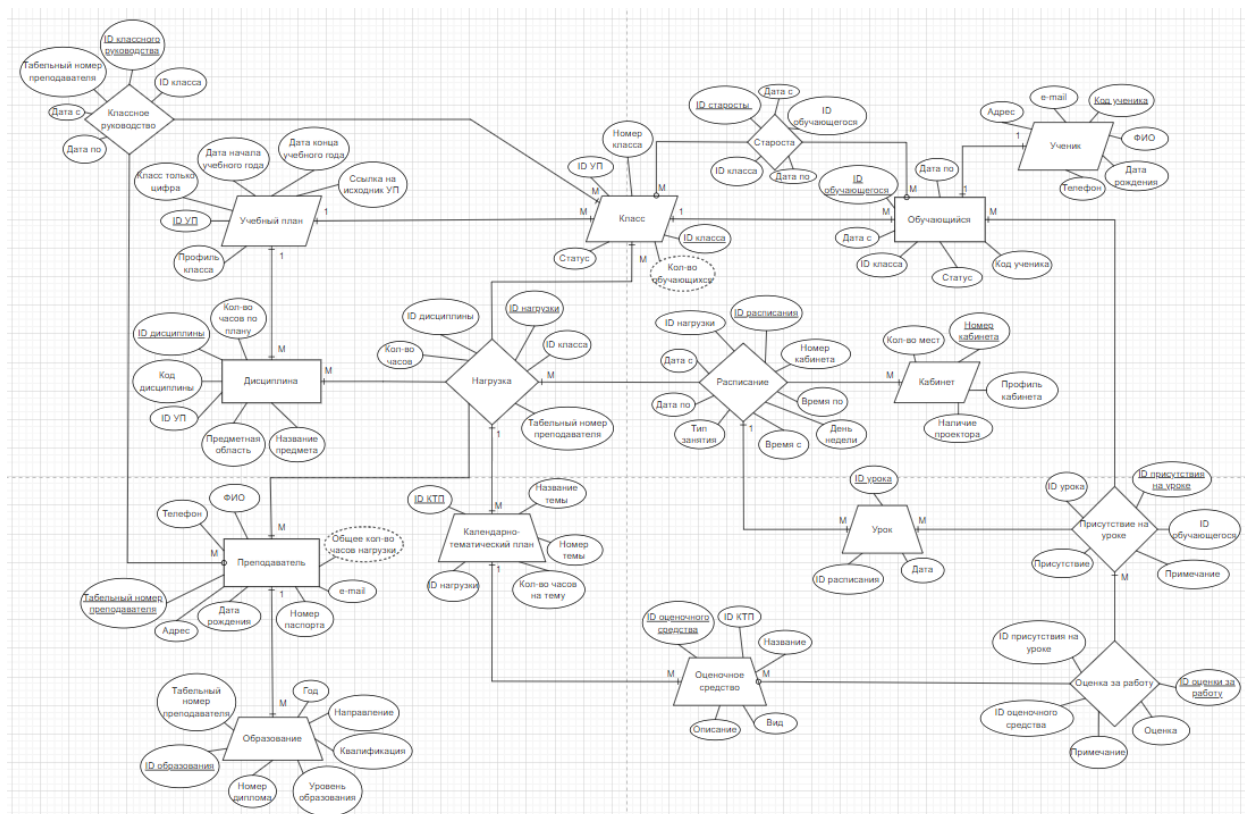 ID классного
руководства
Табельный номер
преподавателя
ID класса
Дата с
Классное
руководство
Дата по
ID старосты
Дата с
ID
обучающегося
Староста
ID класса
Дата по
e-mail
Код ученика
Адрес
1
ФИО
Ученик
Дата
рождения
Телефон
Дата начала
учебного года
Дата конца
учебного года
Класс только
цифра
Ссылка на
исходник УП
ID УП
Учебный план
1
Профиль
класса
1
Номер
класса
ID УП
M
M
M
Класс
1
Статус
ID класса
M
Кол-во
обучающихся
ID
обучающегося
Дата по
M
1
M
Обучающийся
M
Дата с
ID класса
Статус
Код ученика
Кол-во
часов по
плану
ID дисциплины
M
Код
дисциплины
Дисциплина
M
ID УП
Предметная
область
Название
предмета
ID дисциплины
ID нагрузки
Кол-во
часов
ID класса
Нагрузка
M
Табельный номер
преподавателя
1
ID нагрузки
ID расписания
Дата с
Номер
кабинета
Расписание
Дата по
Время по
Тип
занятия
День
недели
Время с
1
Кол-во мест
Номер
кабинета
M
Кабинет
Профиль
кабинета
Наличие
проектора
ФИО
Телефон
M
M
Общее кол-во
часов нагрузки
Преподаватель
Табельный номер
преподавателя
1
e-mail
Адрес
Дата
рождения
Номер
паспорта
ID КТП
Название
темы
M
Календарно-
тематический план
Номер
темы
1
ID нагрузки
Кол-во часов
на тему
ID урока
M
Урок
M
ID расписания
Дата
ID урока
ID присутствия
на уроке
M
Присутствие на
уроке
ID
обучающегося
Присутствие
Примечание
M
ID оценочного
средства
ID КТП
Название
M
Оценочное
средство
M
Описание
Вид
ID присутствия на
уроке
Оценка за работу
ID оценки за
работу
ID оценочного
средства
Оценка
Примечание
Табельный
номер
преподавателя
Год
M
Направление
Образование
Квалификация
ID образования
Номер
диплома
Уровень
образования